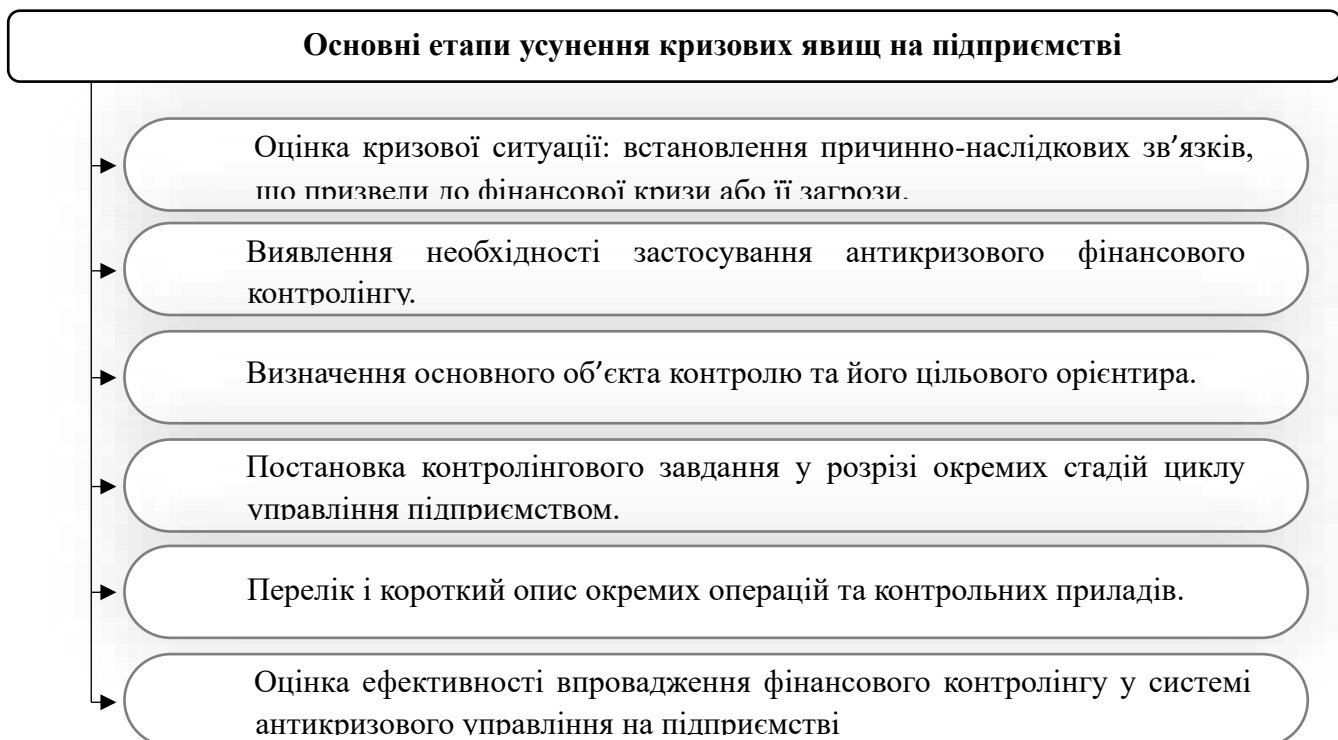 Основні етапи усунення кризових явищ на підприємстві
Оцінка кризової ситуації: встановлення причинно-наслідкових зв’язків,
що призвели до фінансової кризи або її загрози.
Виявлення необхідності застосування антикризового фінансового
контролінгу.
Визначення основного об’єкта контролю та його цільового орієнтира.
Постановка контролінгового завдання у розрізі окремих стадій циклу
управління підприємством.
Перелік і короткий опис окремих операцій та контрольних приладів.
Оцінка ефективності впровадження фінансового контролінгу у системі
антикризового управління на підприємстві